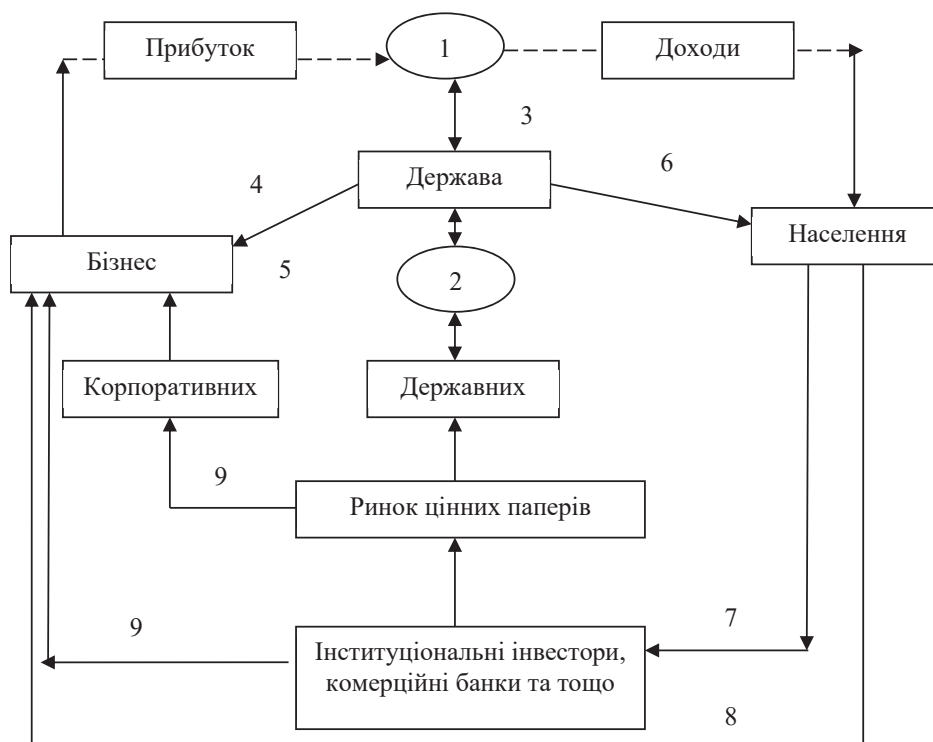 Прибуток
1
Доходи
3
Держава
6
4
Населення
Бізнес
5
2
Корпоративних
Державних
9
Ринок цінних паперів
9
7
Інституціональні інвестори,
комерційні банки та тощо
8